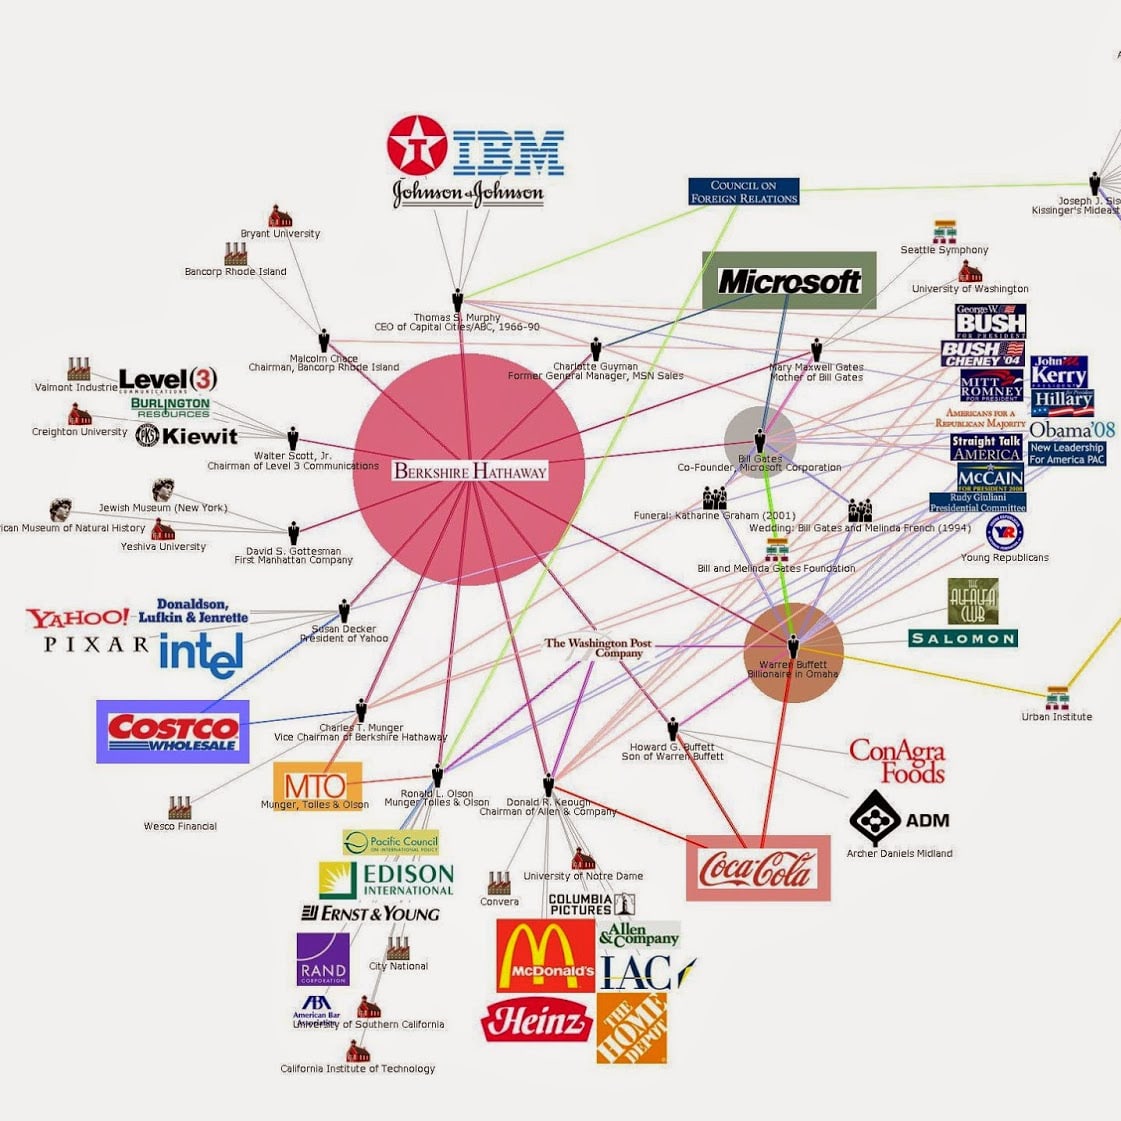 IBM
Johnson & Johnson
COUNCIL ON
FOREIGN RELATIONS
Joseph J. Sis
Kissinger's Mideast
Bryant University
Bancorp Rhode Island
Seattle Symphony
Microsoft
University of Washington
Thomas S. Murphy
CEO of Capital Cities/ABC, 1966-90
George W.
BUSH
FOR PRESIDENT
Malcolm Chace
Chairman, Bancorp Rhode Island
Charlotte Guyman
Former General Manager, MSN Sales
Mary Maxwell Gates
Mother of Bill Gates
BUSH
CHENEY '04
John
Kerry
MITT
ROMNEY
FOR PRESIDENT
Hillary
for President
Valmont Industrie
Level(3)
COMMUNICATIONS
BURLINGTON
RESOURCES
Creighton University
PKS
Kiewit
AMERICANS FOR A
REPUBLICAN MAJORITY
Obama'08
Straight Talk
AMERICA
New Leadership
For America PAC
Walter Scott, Jr.
Chairman of Level 3 Communications
BERKSHIRE HATHAWAY
Bill Gates
Co-Founder, Microsoft Corporation
McCAIN
FOR PRESIDENT 2008
Rudy Giuliani
Presidential Committee
Jewish Museum (New York)
ican Museum of Natural History
Yeshiva University
Funeral: Katharine Graham (2001)
Wedding: Bill Gates and Melinda French (1994)
YR
Young Republicans
David S. Gottesman
First Manhattan Company
Bill and Melinda Gates Foundation
THE
ALFALFA
CLUB
YAHOO!
Donaldson,
Lufkin & Jenrette
PIXAR
intel
Susan Decker
President of Yahoo
The Washington Post
Company
SALOMON
Warren Buffett
Billionaire in Omaha
COSTCO
WHOLESALE
Charles T. Munger
Vice Chairman of Berkshire Hathaway
Urban Institute
Howard G. Buffett
Son of Warren Buffett
ConAgra
Foods
MTO
Munger, Tolles & Olson
Ronald L. Olson
Munger Tolles & Olson
Donald R. Keough
Chairman of Allen & Company
Wesco Financial
ADM
Archer Daniels Midland
Pacific Council
ON INTERNATIONAL POLICY
EDISON
INTERNATIONAL
Coca-Cola
University of Notre Dame
Convera
COLUMBIA
PICTURES
ERNST & YOUNG
RAND
CORPORATION
City National
McDonald's
Allen
& Company
IAC
ABA
American Bar
Association
University of Southern California
Heinz
THE
HOME
DEPOT
California Institute of Technology